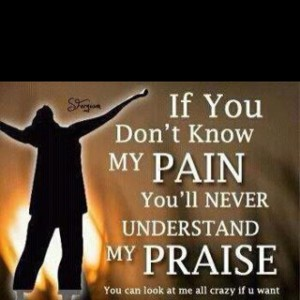 If You
Don't Know
MY PAIN
You'll NEVER
UNDERSTAND
MY PRAISE
You can look at me all crazy if u want